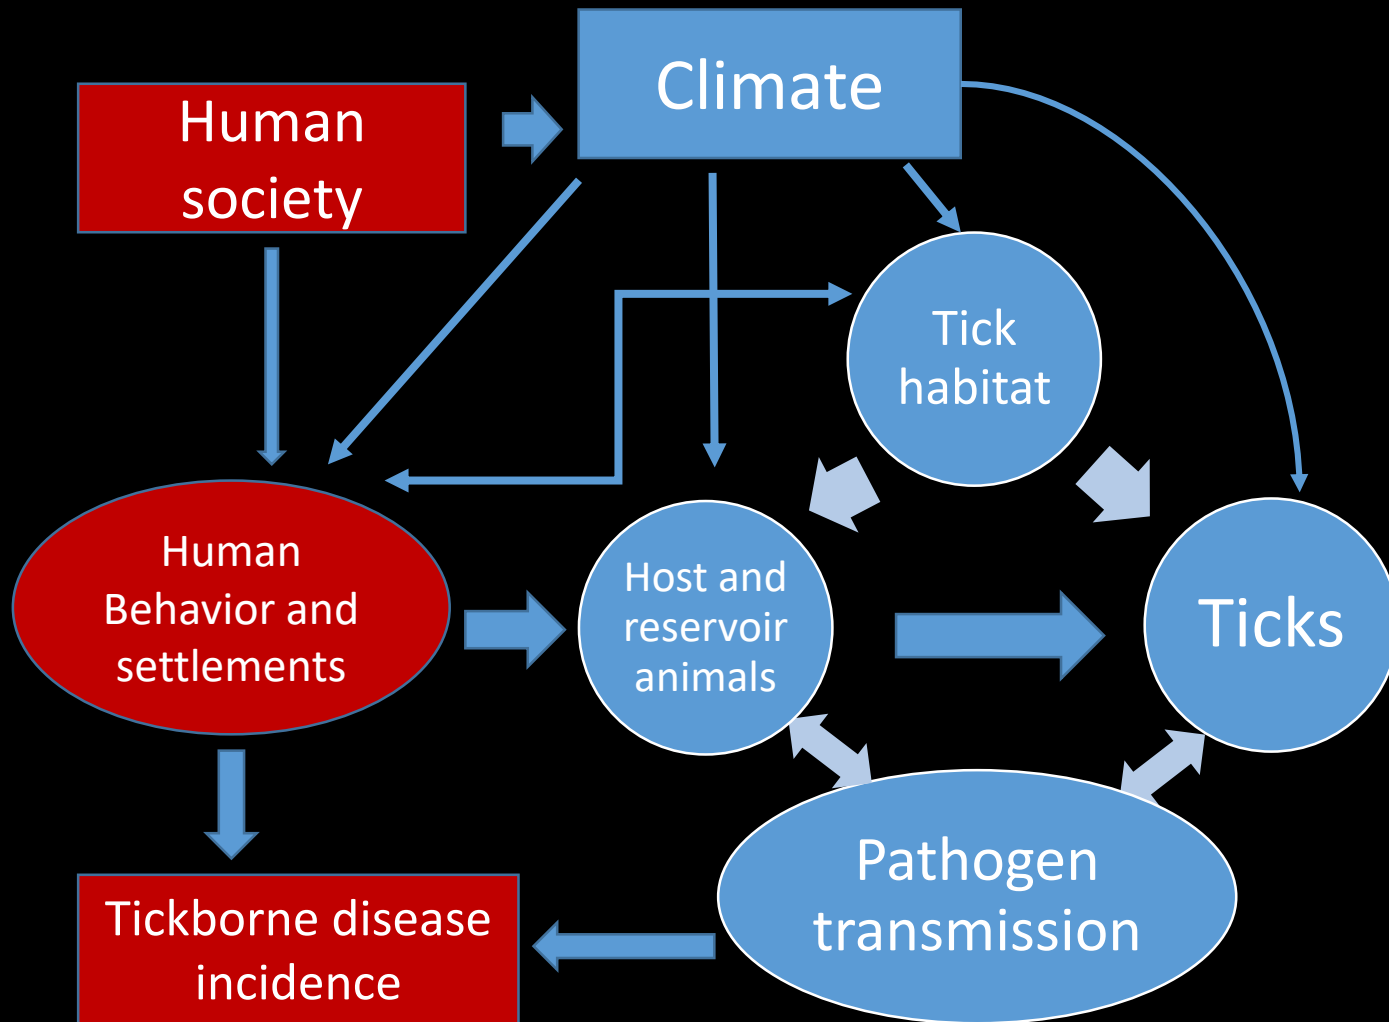 Climate
Human
society
Tick
habitat
Human
Behavior and
settlements
Host and
reservoir
animals
Ticks
Pathogen
transmission
Tickborne disease
incidence